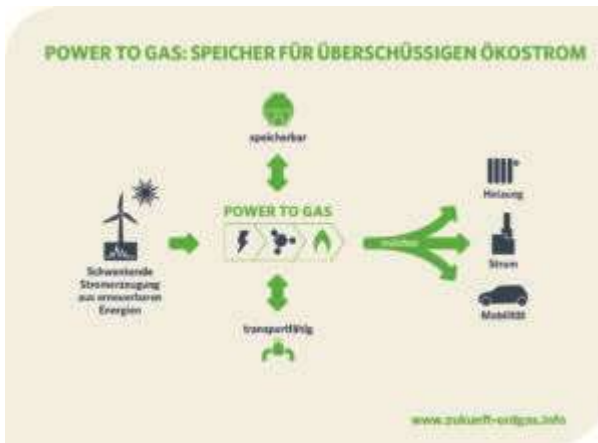 POWER TO GAS: SPEICHER FÜR ÜBERSCHÜSSIGEN ÖKOSTROM
speicherbar
POWER TO GAS
Schwankende
Stromerzeugung
aus erneuerbaren
Energien
nutzbar
Heizung
Strom
Mobilität
transportfähig
www.zukunft-erdgas.info